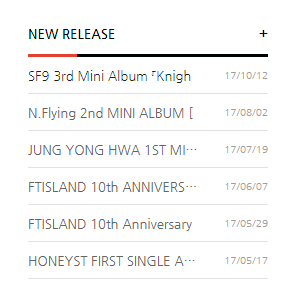 NEW RELEASE +
SF9 3rd Mini Album 「Knigh 17/10/12
N.Flying 2nd MINI ALBUM [ 17/08/02
JUNG YONG HWA 1ST MI··· 17/07/19
FTISLAND 10th ANNIVERS··· 17/06/07
FTISLAND 10th Anniversary 17/05/29
HONEYST FIRST SINGLE A··· 17/05/17